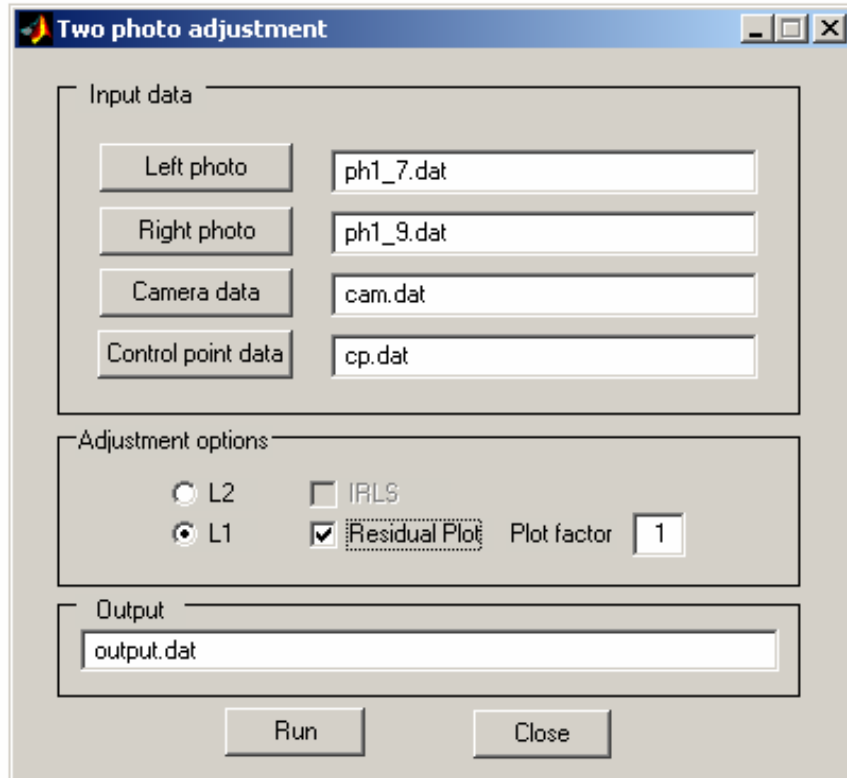 Two photo adjustment
Input data
Left photo ph1_7.dat
Right photo ph1_9.dat
Camera data cam.dat
Control point data cp.dat
Adjustment options
L2 IRLS
L1 Residual Plot Plot factor 1
Output
output.dat
Run Close